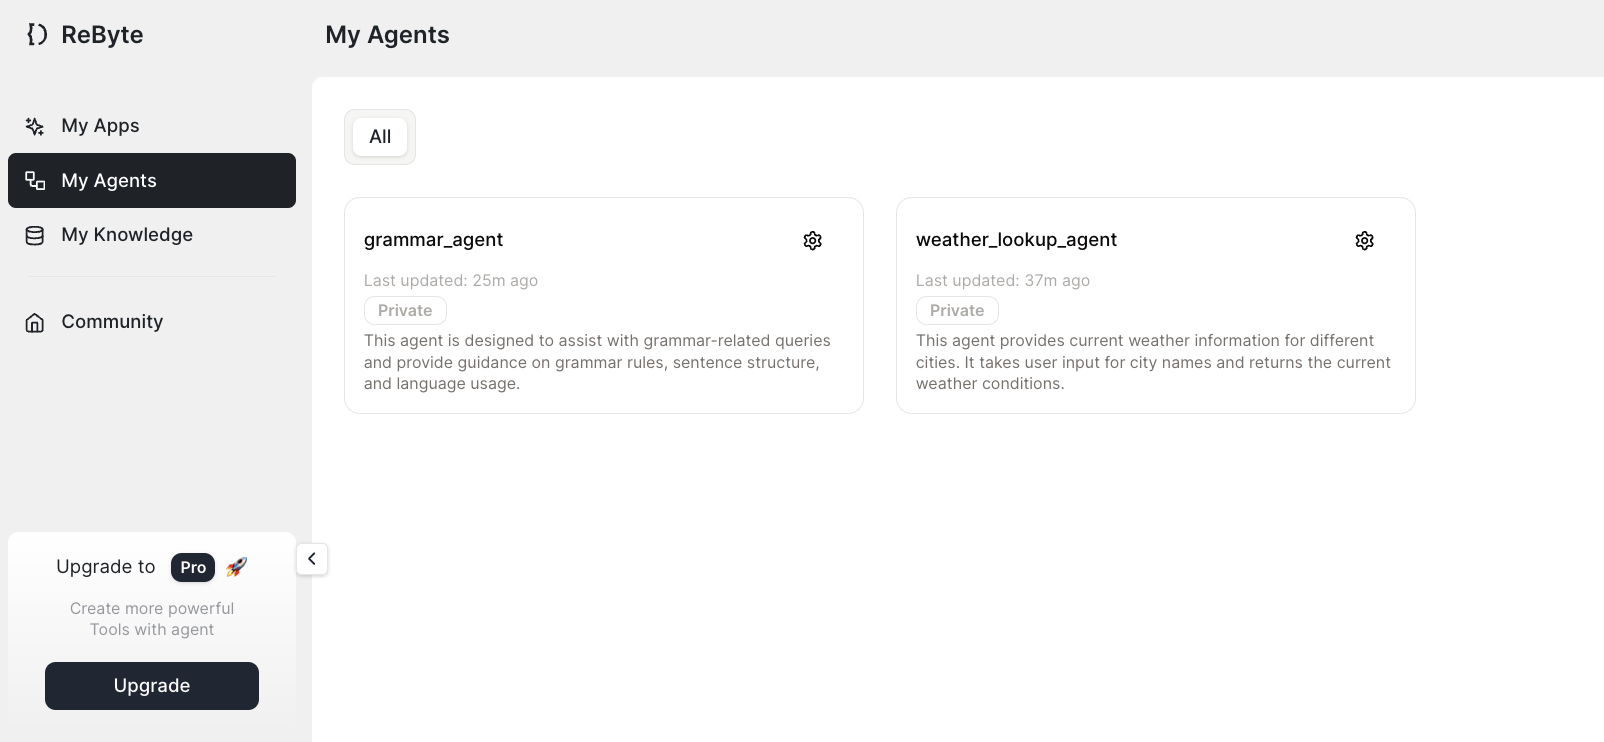 ReByte
My Agents
My Apps
My Agents
My Knowledge
Community
Upgrade to Pro 🚀
Create more powerful
Tools with agent
Upgrade
All
grammar_agent
Last updated: 25m ago
Private
This agent is designed to assist with grammar-related queries
and provide guidance on grammar rules, sentence structure,
and language usage.
weather_lookup_agent
Last updated: 37m ago
Private
This agent provides current weather information for different
cities. It takes user input for city names and returns the current
weather conditions.